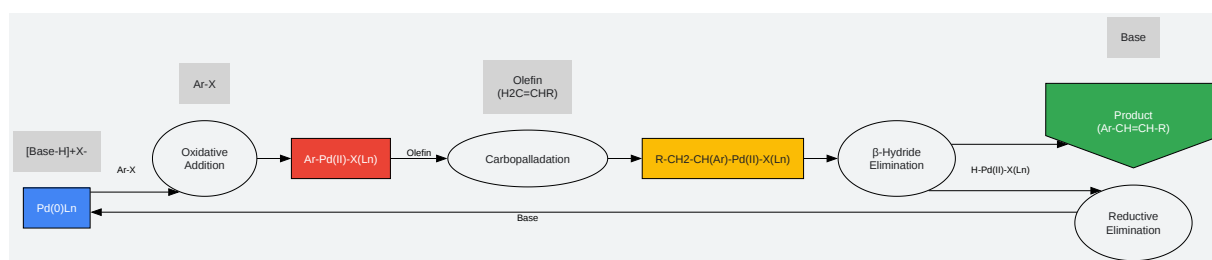 Base
Ar-X
Olefin
(H2C=CHR)
Product
(Ar-CH=CH-R)
[Base-H]+X-
Oxidative
Addition
Ar-Pd(II)-X(Ln)
Olefin
Carbopalladation
R-CH2-CH(Ar)-Pd(II)-X(Ln)
β-Hydride
Elimination
Ar-X
H-Pd(II)-X(Ln)
Pd(0)Ln
Base
Reductive
Elimination